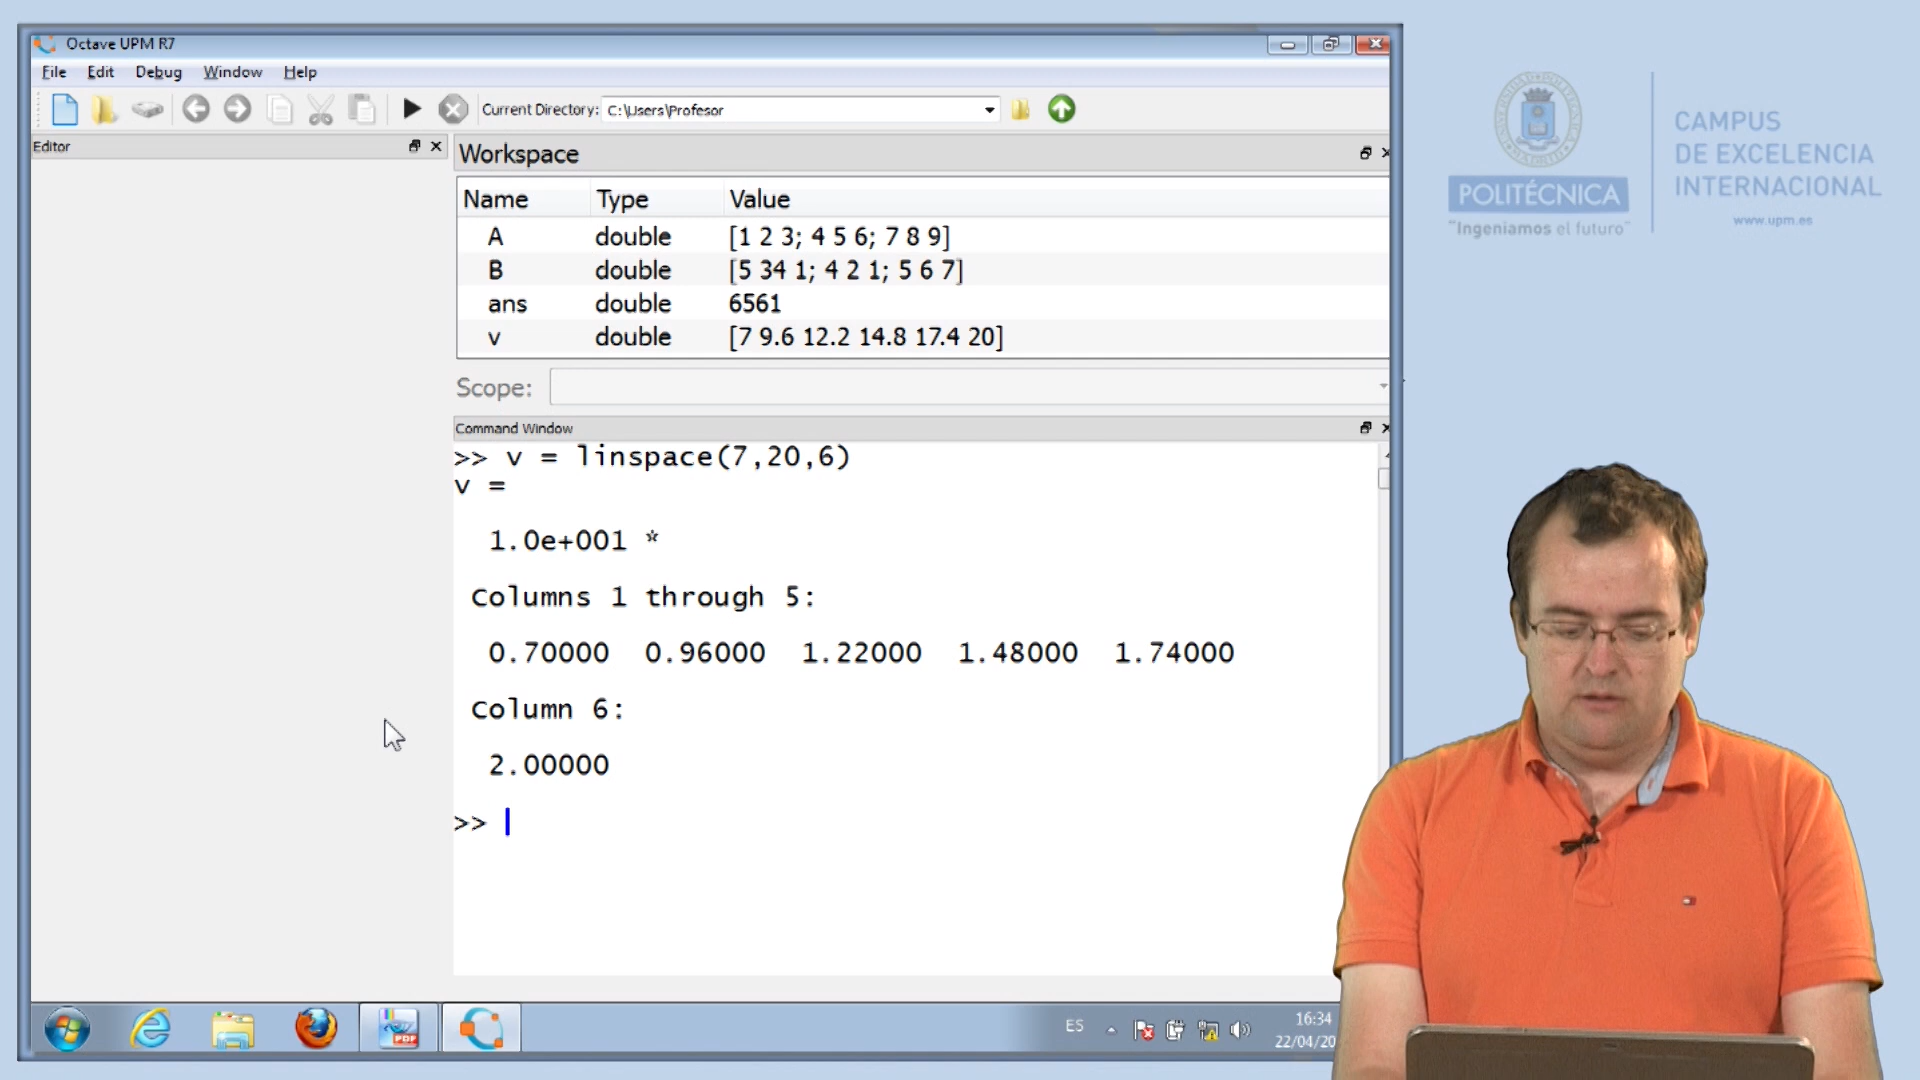 Octave UPM R7
File Edit Debug Window Help
Current Directory: C:\Users\Profesor
Editor
Workspace
Name Type Value
A double [1 2 3; 4 5 6; 7 8 9]
B double [5 34 1; 4 2 1; 5 6 7]
ans double 6561
v double [7 9.6 12.2 14.8 17.4 20]
Scope:
Command Window
>> v = linspace(7,20,6)
v =
1.0e+001 *
Columns 1 through 5:
0.70000 0.96000 1.22000 1.48000 1.74000
Column 6:
2.00000
>>
PDF
ES
16:34
22/04/20
POLITÉCNICA
"Ingeniamos el futuro"
CAMPUS
DE EXCELENCIA
INTERNACIONAL
www.upm.es